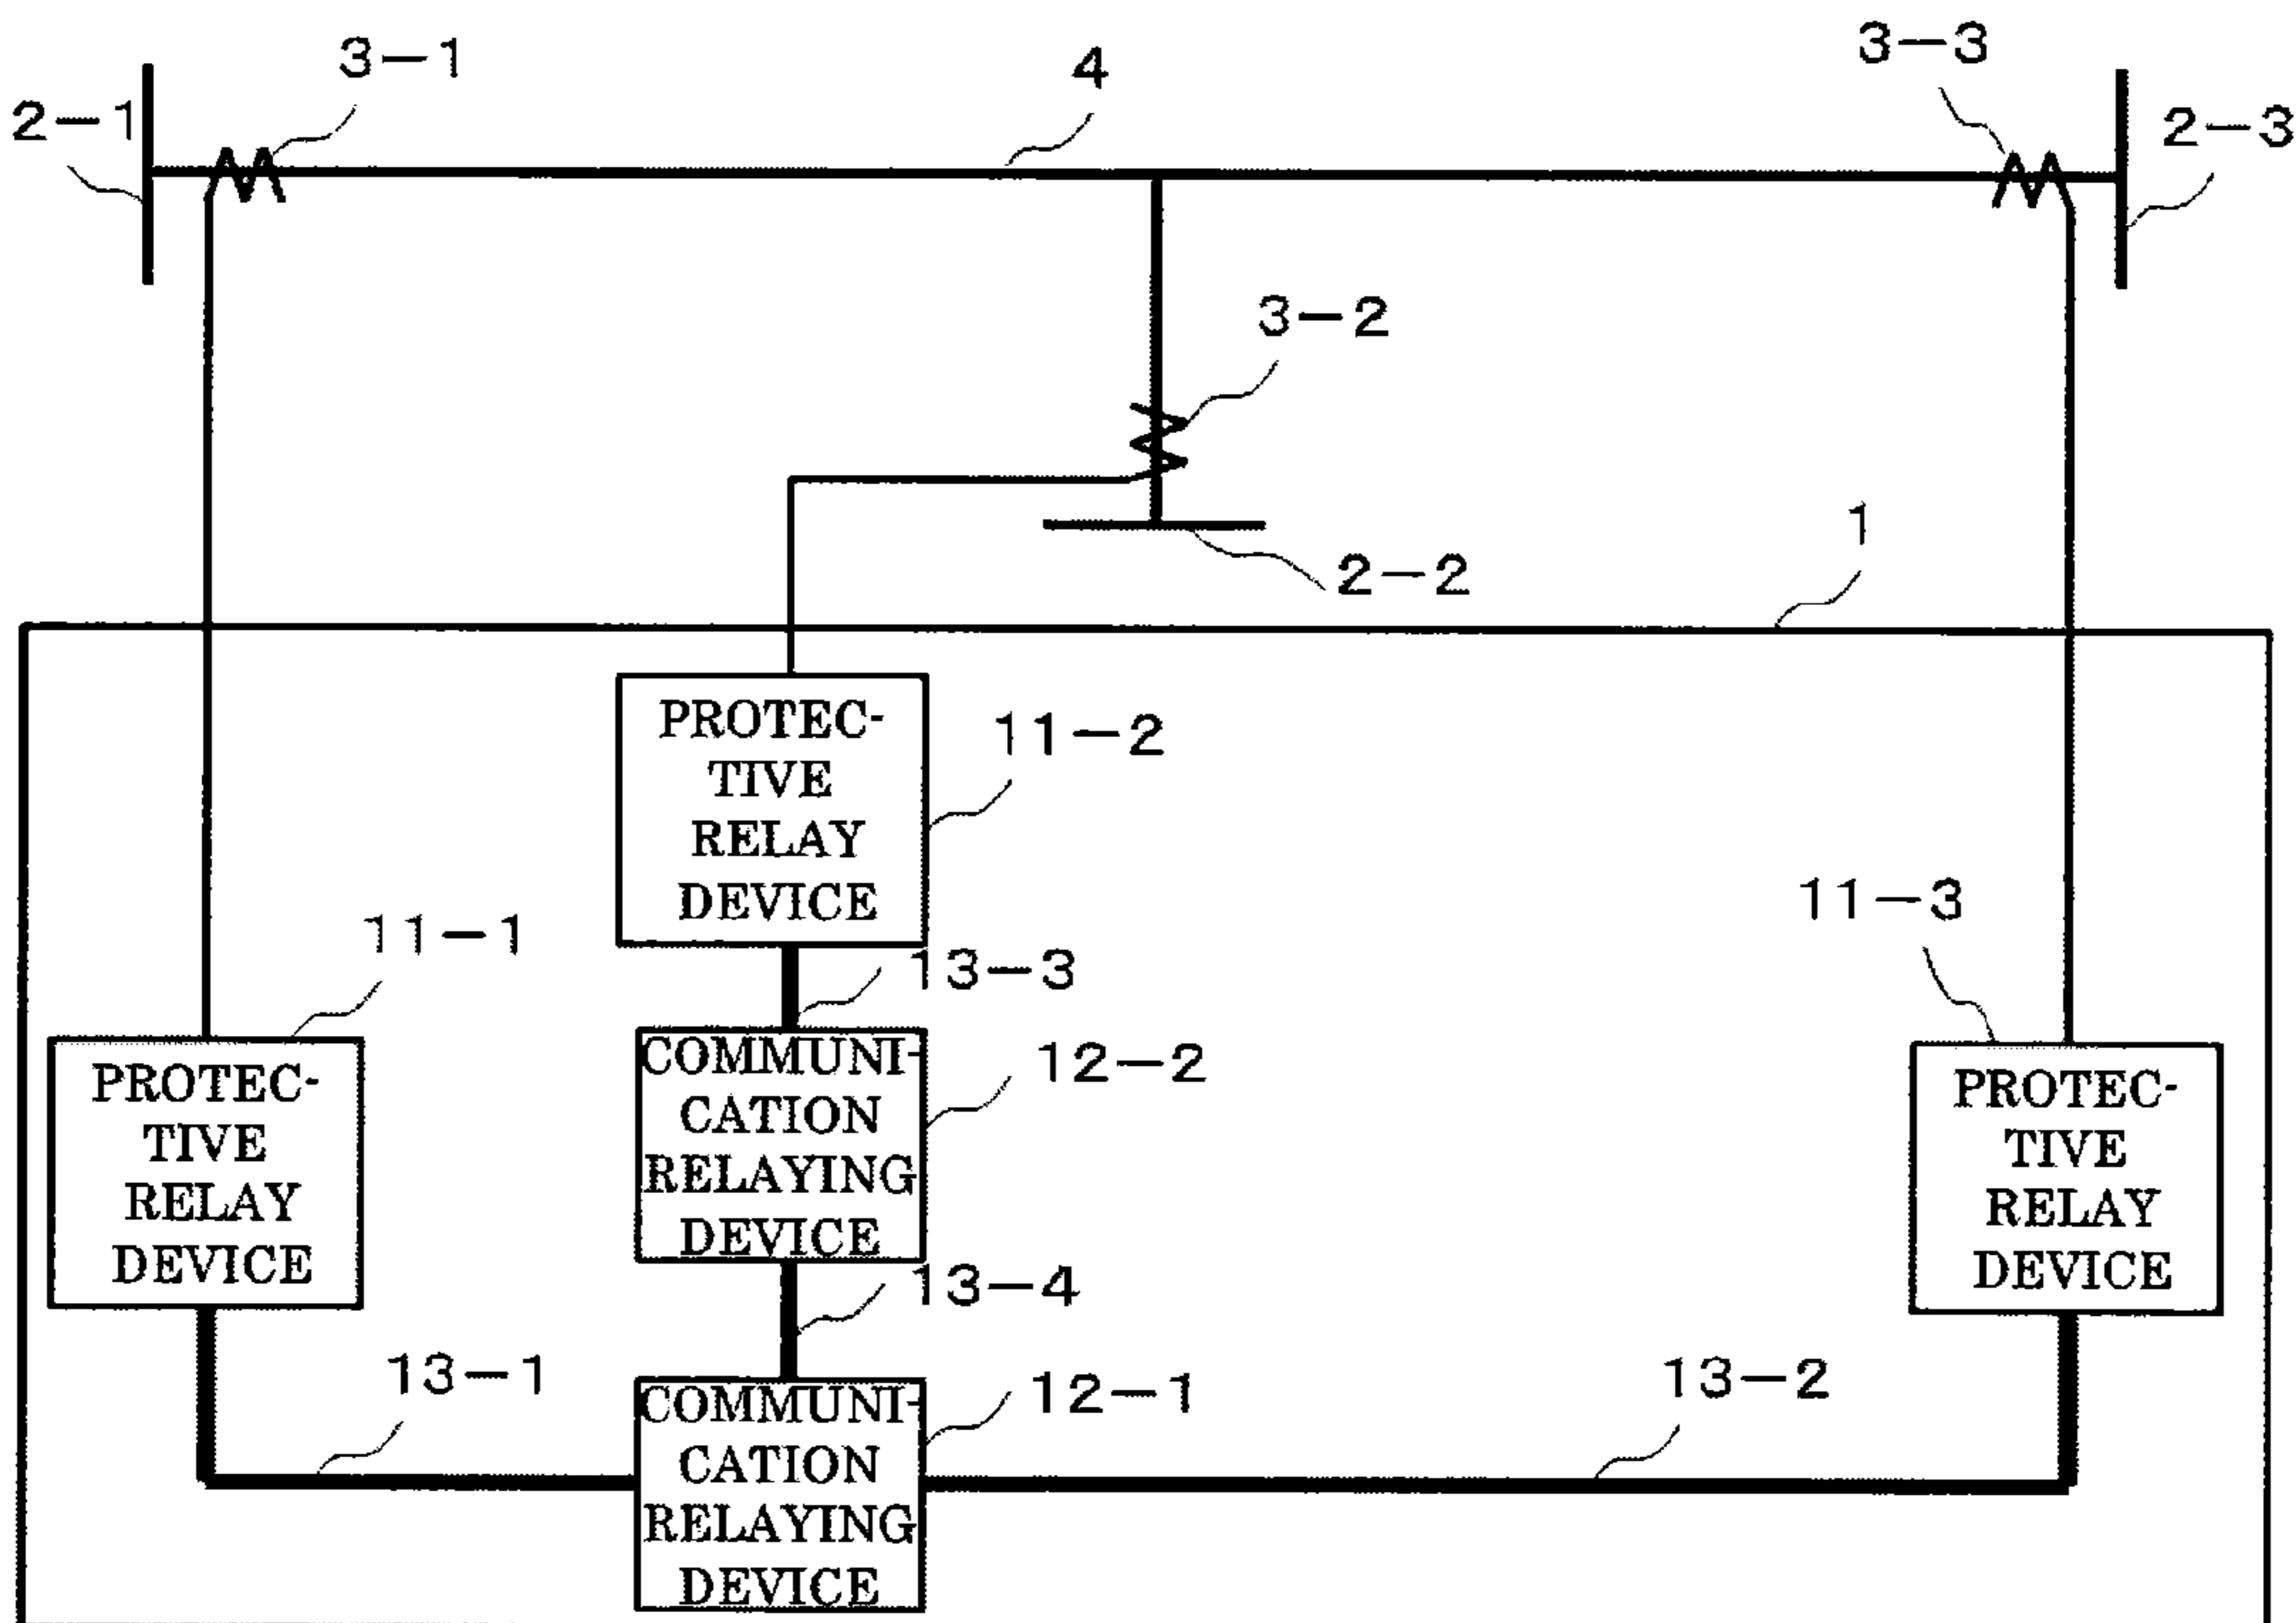 3-1
4
3-3
2-1
2-3
3-2
1
2-2
PROTEC-
TIVE
RELAY
DEVICE
11-2
11-1
11-3
13-3
PROTEC-
TIVE
RELAY
DEVICE
COMMUNI-
CATION
RELAYING
DEVICE
12-2
PROTEC-
TIVE
RELAY
DEVICE
13-4
13-1
COMMUNI-
CATION
RELAYING
DEVICE
12-1
13-2